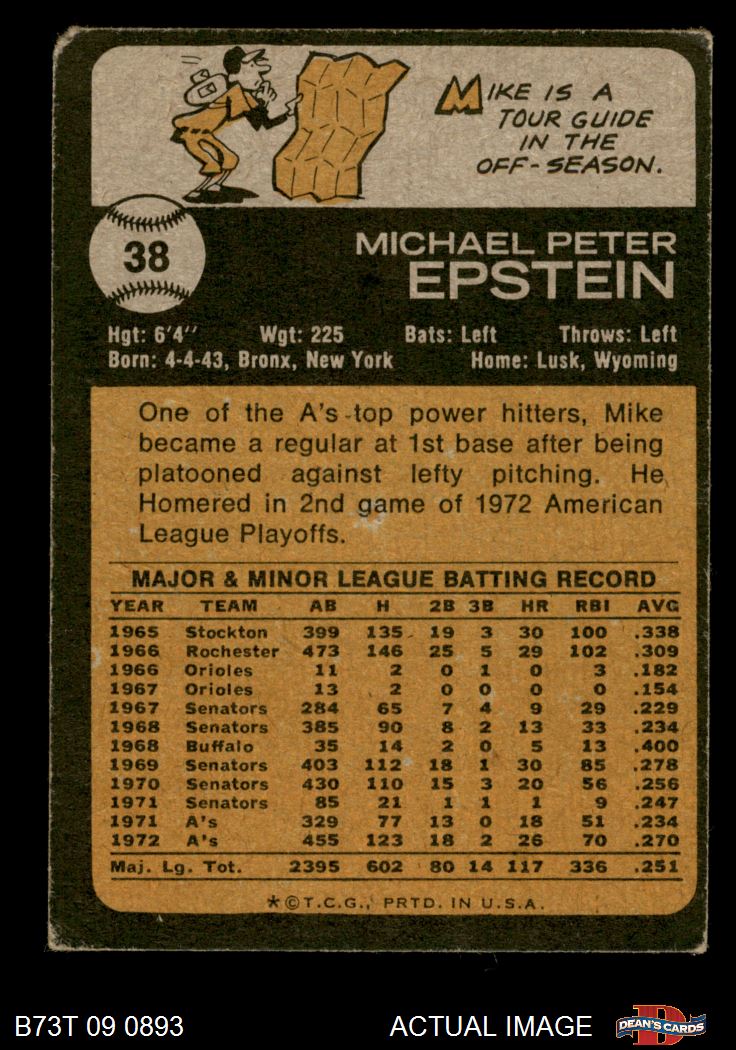 MIKE IS A
TOUR GUIDE
IN THE
OFF-SEASON.
38
MICHAEL PETER
EPSTEIN
Hgt: 6'4" Wgt: 225 Bats: Left Throws: Left
Born: 4-4-43, Bronx, New York Home: Lusk, Wyoming
One of the A's top power hitters, Mike
became a regular at 1st base after being
platooned against lefty pitching. He
Homered in 2nd game of 1972 American
League Playoffs.
MAJOR & MINOR LEAGUE BATTING RECORD
YEAR TEAM AB H 2B 3B HR RBI AVG
1965 Stockton 399 135 19 3 30 100 .338
1966 Rochester 473 146 25 5 29 102 .309
1966 Orioles 11 2 0 1 0 3 .182
1967 Orioles 13 2 0 0 0 0 .154
1967 Senators 284 65 7 4 9 29 .229
1968 Senators 385 90 8 2 13 33 .234
1968 Buffalo 35 14 2 0 5 13 .400
1969 Senators 403 112 18 1 30 85 .278
1970 Senators 430 110 15 3 20 56 .256
1971 Senators 85 21 1 1 1 9 .247
1971 A's 329 77 13 0 18 51 .234
1972 A's 455 123 18 2 26 70 .270
Maj. Lg. Tot. 2395 602 80 14 117 336 .251
*©T.C.G., PRTD. IN U.S.A.
B73T 09 0893 ACTUAL IMAGE D DEAN'S CARDS